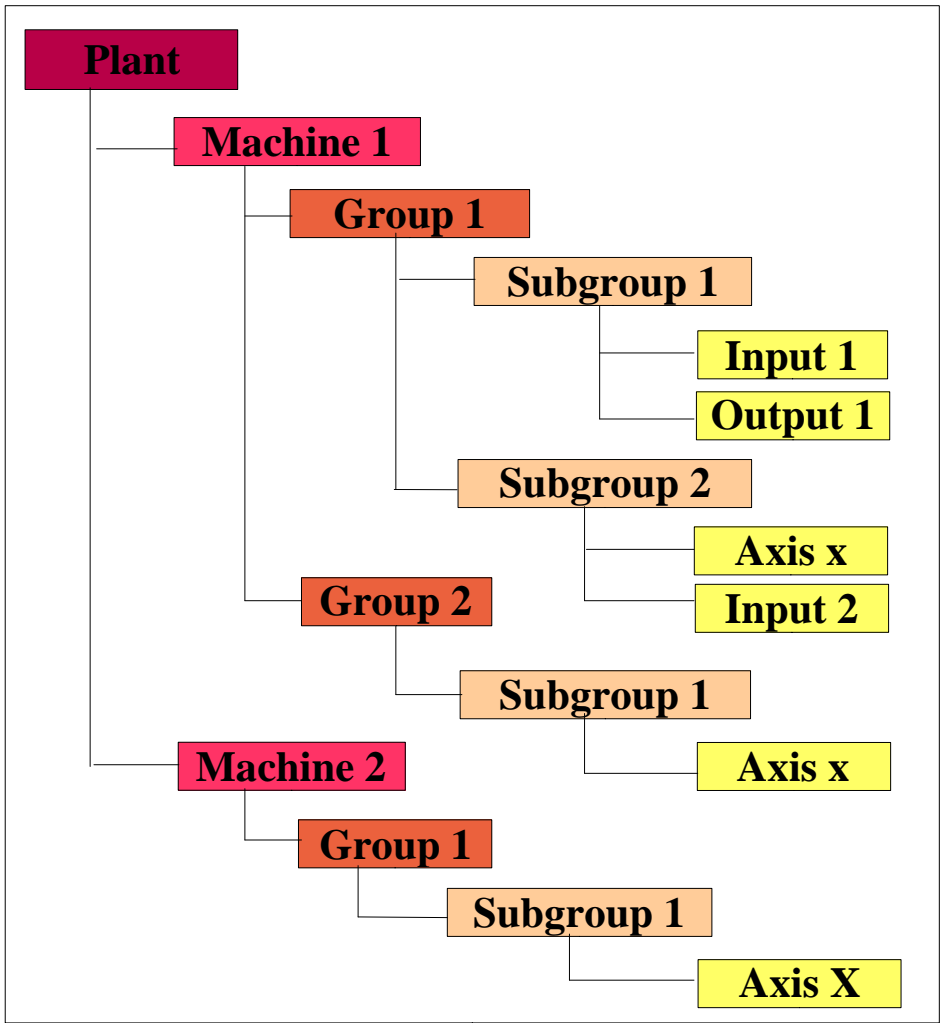 Plant
Machine 1
Group 1
Subgroup 1
Input 1
Output 1
Subgroup 2
Axis x
Input 2
Group 2
Subgroup 1
Axis x
Machine 2
Group 1
Subgroup 1
Axis X